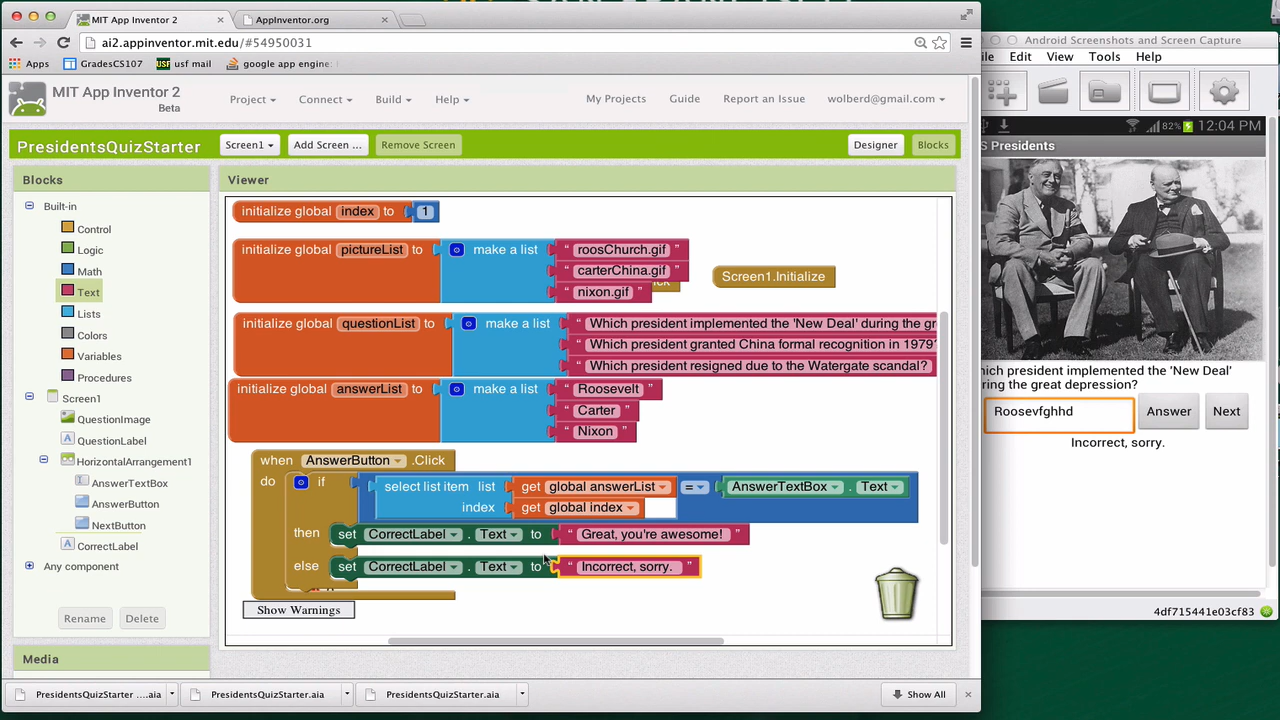 MIT App Inventor 2
AppInventor.org
ai2.appinventor.mit.edu/#54950031
Apps GradesCS107 usf mail google app engine:
MIT App Inventor 2
Beta
Project Connect Build Help My Projects Guide Report an Issue wolberd@gmail.com
PresidentsQuizStarter Screen1 Add Screen ... Remove Screen Designer Blocks
Blocks
Built-in
Control
Logic
Math
Text
Lists
Colors
Variables
Procedures
Screen1
QuestionImage
QuestionLabel
HorizontalArrangement1
AnswerTextBox
AnswerButton
NextButton
CorrectLabel
Any component
Rename Delete
Media
Viewer
initialize global index to 1
initialize global pictureList to make a list " roosChurch.gif "
" carterChina.gif "
" nixon.gif "
Screen1.Initialize
initialize global questionList to make a list " Which president implemented the 'New Deal' during the gr
" Which president granted China formal recognition in 1979?
" Which president resigned due to the Watergate scandal? "
initialize global answerList to make a list " Roosevelt "
" Carter "
" Nixon "
when AnswerButton .Click
do if select list item list get global answerList = AnswerTextBox . Text
index get global index
then set CorrectLabel . Text to " Great, you're awesome! "
else set CorrectLabel . Text to " Incorrect, sorry. "
Show Warnings
PresidentsQuizStarter ....aia PresidentsQuizStarter.aia PresidentsQuizStarter.aia Show All
Android Screenshots and Screen Capture
ile Edit View Tools Help
82% 12:04 PM
S Presidents
hich president implemented the 'New Deal'
ring the great depression?
Roosevfghhd Answer Next
Incorrect, sorry.
4df715441e03cf83